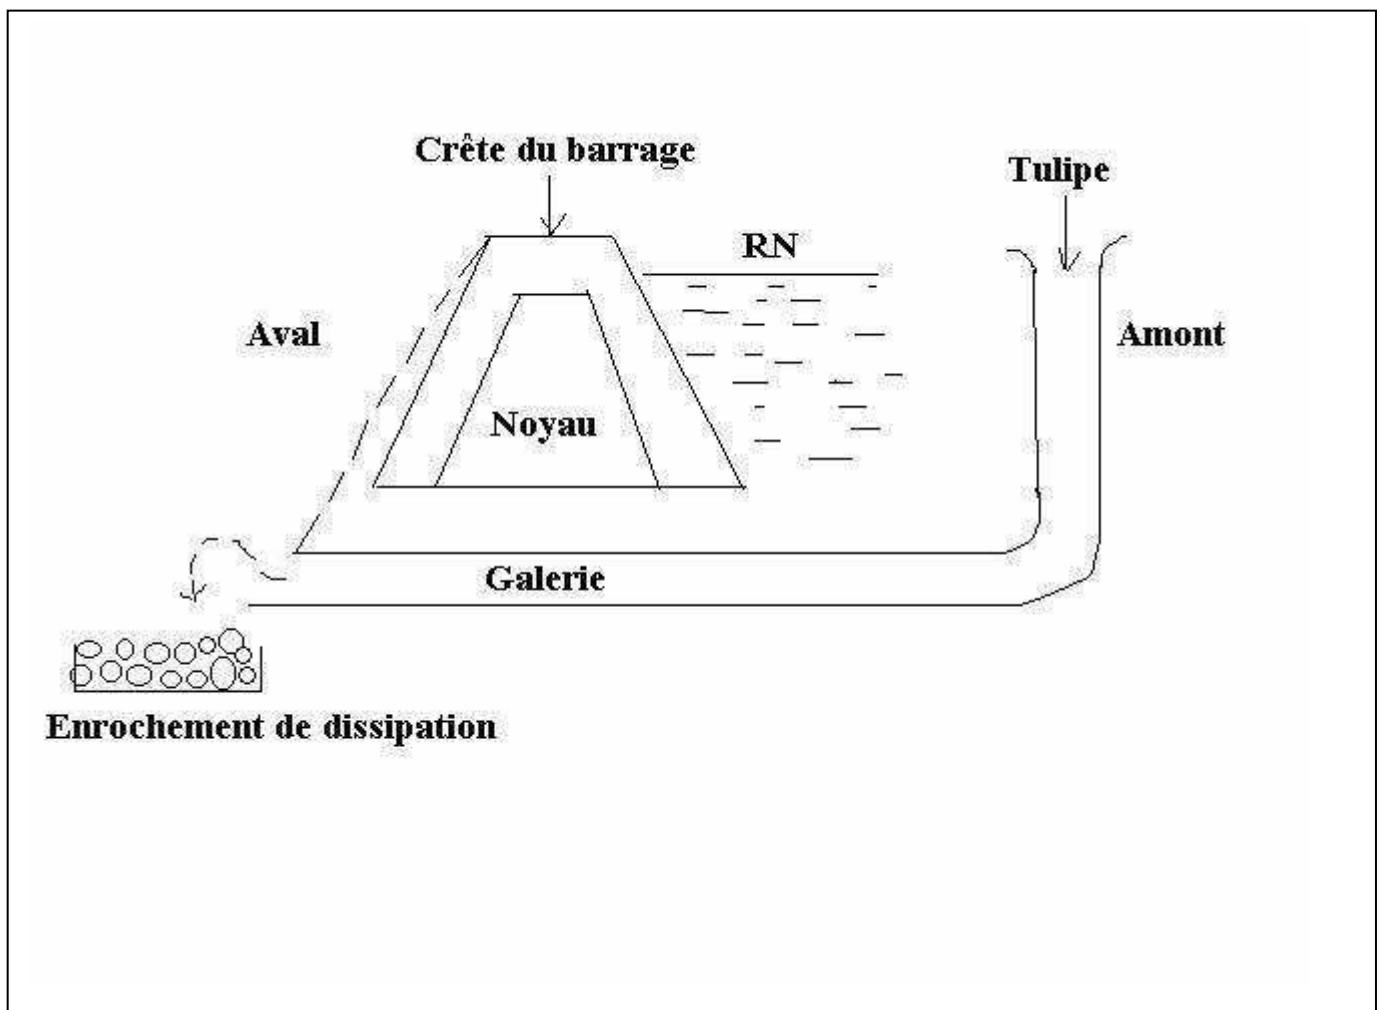 Crête du barrage
Tulipe
RN
Aval
Amont
Noyau
Galerie
Enrochement de dissipation